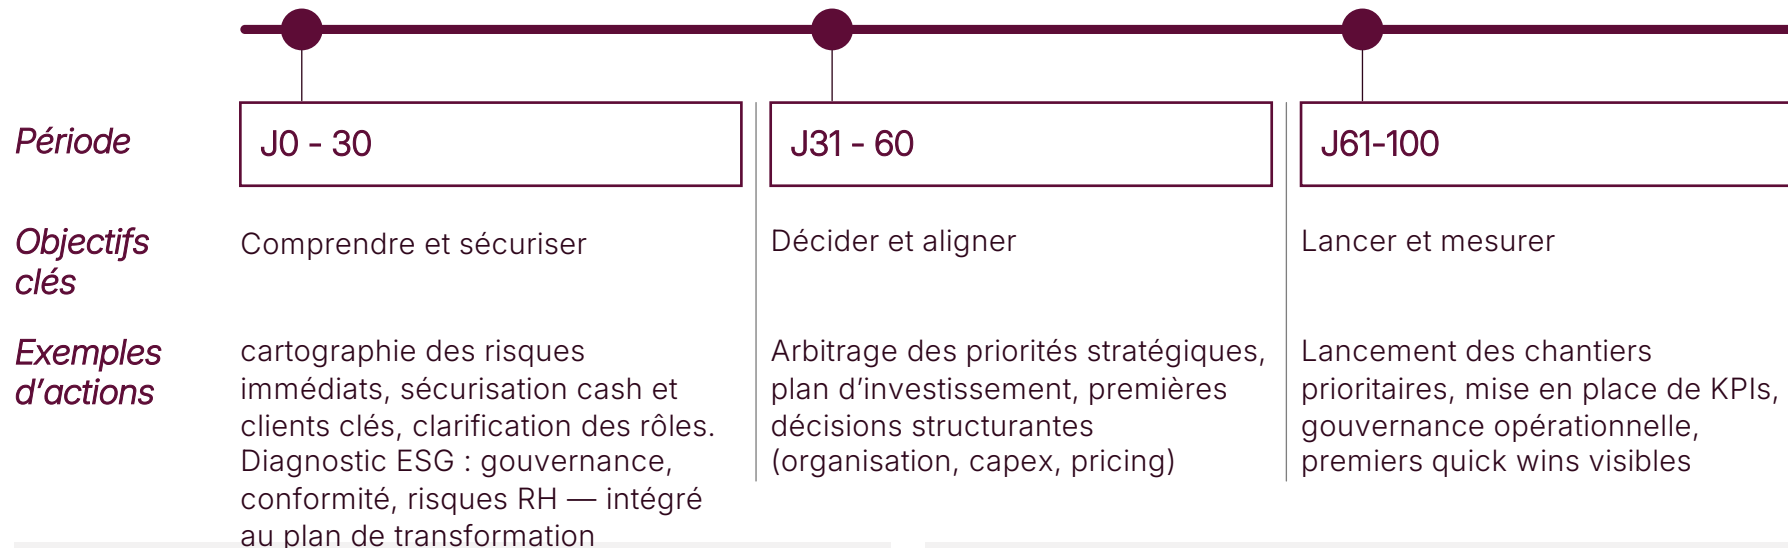 Période
J0 - 30
J31 - 60
J61-100
Objectifs
clés
Comprendre et sécuriser
Décider et aligner
Lancer et mesurer
Exemples
d’actions
cartographie des risques
immédiats, sécurisation cash et
clients clés, clarification des rôles.
Diagnostic ESG : gouvernance,
conformité, risques RH — intégré
au plan de transformation
Arbitrage des priorités stratégiques,
plan d’investissement, premières
décisions structurantes
(organisation, capex, pricing)
Lancement des chantiers
prioritaires, mise en place de KPIs,
gouvernance opérationnelle,
premiers quick wins visibles